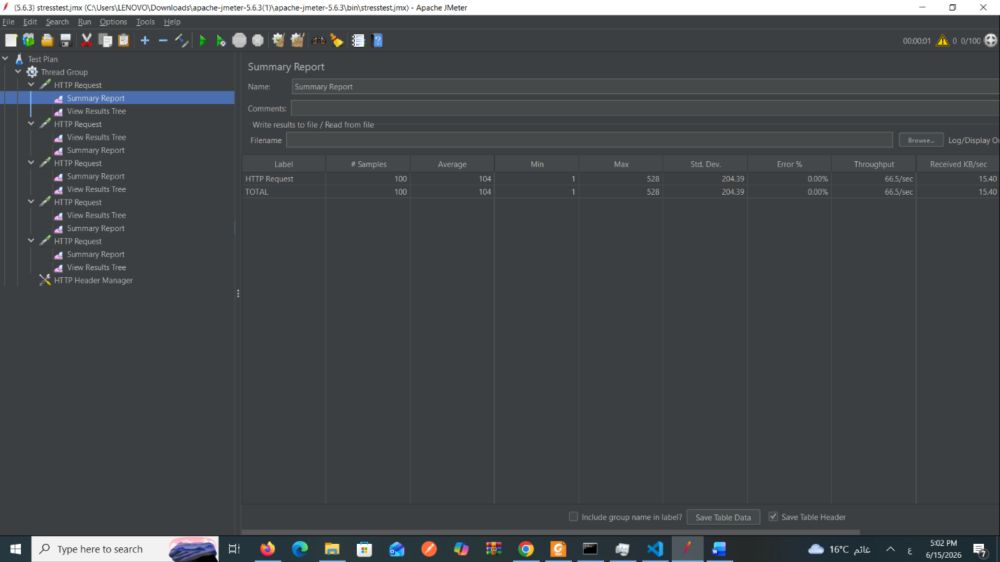 (5.6.3) stresstest.jmx (C:\Users\LENOVO\Downloads\apache-jmeter-5.6.3(1)\apache-jmeter-5.6.3\bin\stresstest.jmx) - Apache JMeter
File Edit Search Run Options Tools Help
00:00:01 0 0/100
Test Plan
Thread Group
HTTP Request
Summary Report
View Results Tree
HTTP Request
View Results Tree
Summary Report
HTTP Request
Summary Report
View Results Tree
HTTP Request
View Results Tree
Summary Report
HTTP Request
Summary Report
View Results Tree
HTTP Header Manager
Summary Report
Name: Summary Report
Comments:
Write results to file / Read from file
Filename Browse... Log/Display
Label # Samples Average Min Max Std. Dev. Error % Throughput Received KB/sec
HTTP Request 100 104 1 528 204.39 0.00% 66.5/sec 15.40
TOTAL 100 104 1 528 204.39 0.00% 66.5/sec 15.40
Include group name in label? Save Table Data Save Table Header
Type here to search
16°C غائم ع 5:02 PM
6/15/2026 7